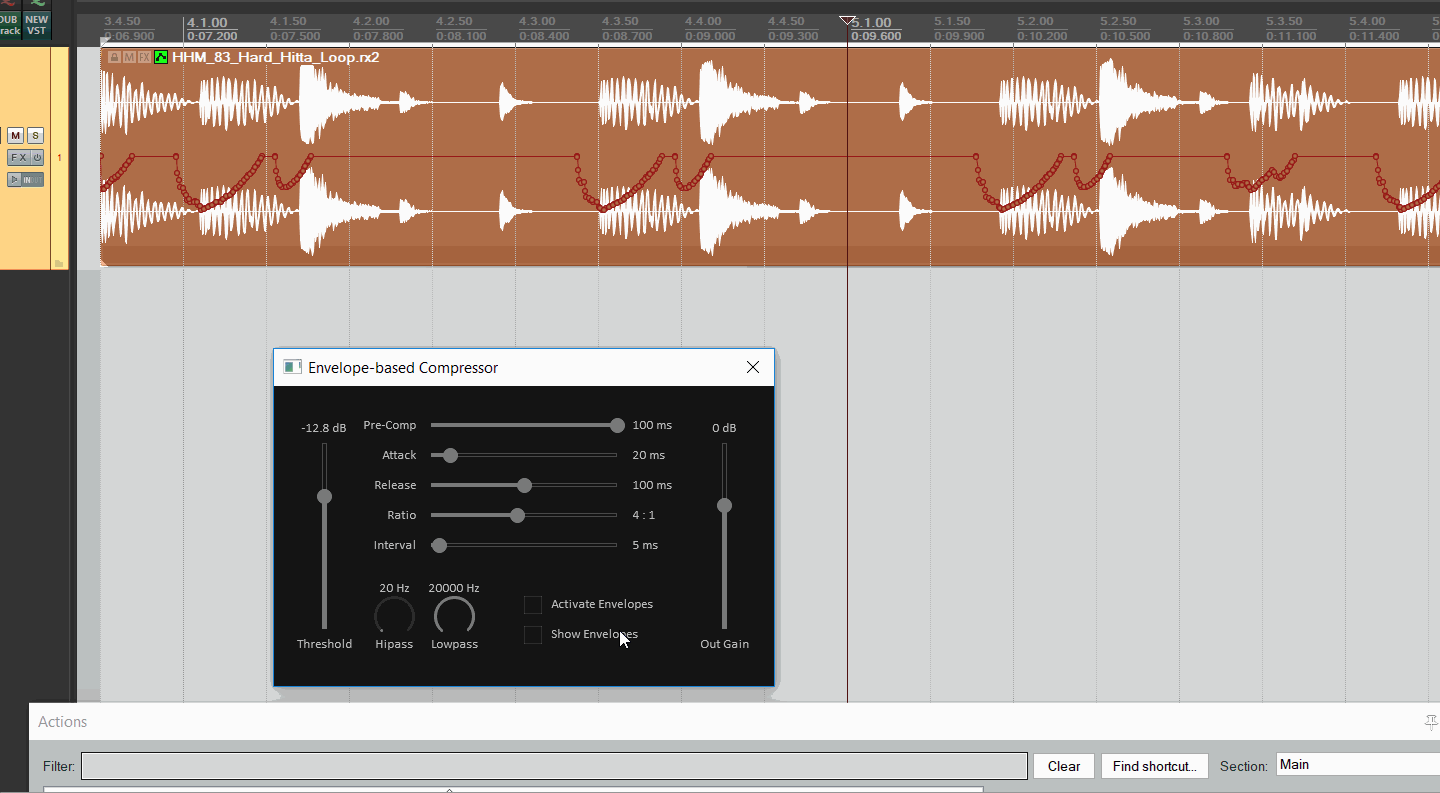 DUB NEW
rack VST
3.4.50 4.1.00 4.1.50 4.2.00 4.2.50 4.3.00 4.3.50 4.4.00 4.4.50 5.1.00 5.1.50 5.2.00 5.2.50 5.3.00 5.3.50 5.4.00
0:06.900 0:07.200 0:07.500 0:07.800 0:08.100 0:08.400 0:08.700 0:09.000 0:09.300 0:09.600 0:09.900 0:10.200 0:10.500 0:10.800 0:11.100 0:11.400
M FX HHM_83_Hard_Hitta_Loop.rx2
M S
FX 1
IN
Envelope-based Compressor
-12.8 dB Pre-Comp 100 ms 0 dB
Attack 20 ms
Release 100 ms
Ratio 4 : 1
Interval 5 ms
20 Hz 20000 Hz
Activate Envelopes
Show Envelopes
Threshold Hipass Lowpass Out Gain
Actions
Filter: Clear Find shortcut... Section: Main